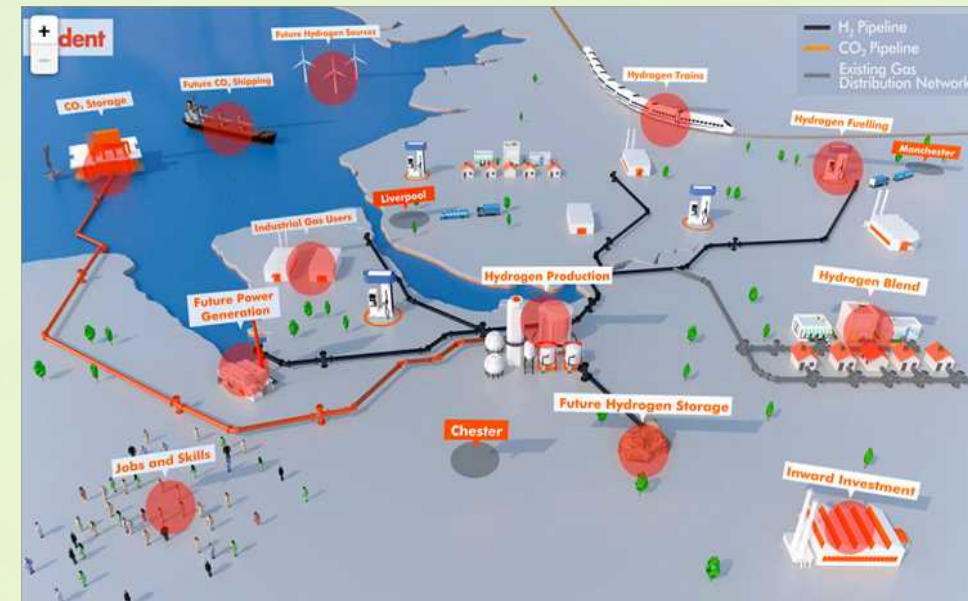 +
dent
−
Future Hydrogen Sources
Future CO₂ Shipping
CO₂ Storage
Hydrogen Trains
H₂ Pipeline
CO₂ Pipeline
Existing Gas
Distribution Network
Hydrogen Fuelling
Manchester
Liverpool
Industrial Gas Users
Hydrogen Production
Hydrogen Blend
Future Power
Generation
Future Hydrogen Storage
Chester
Jobs and Skills
Inward Investment